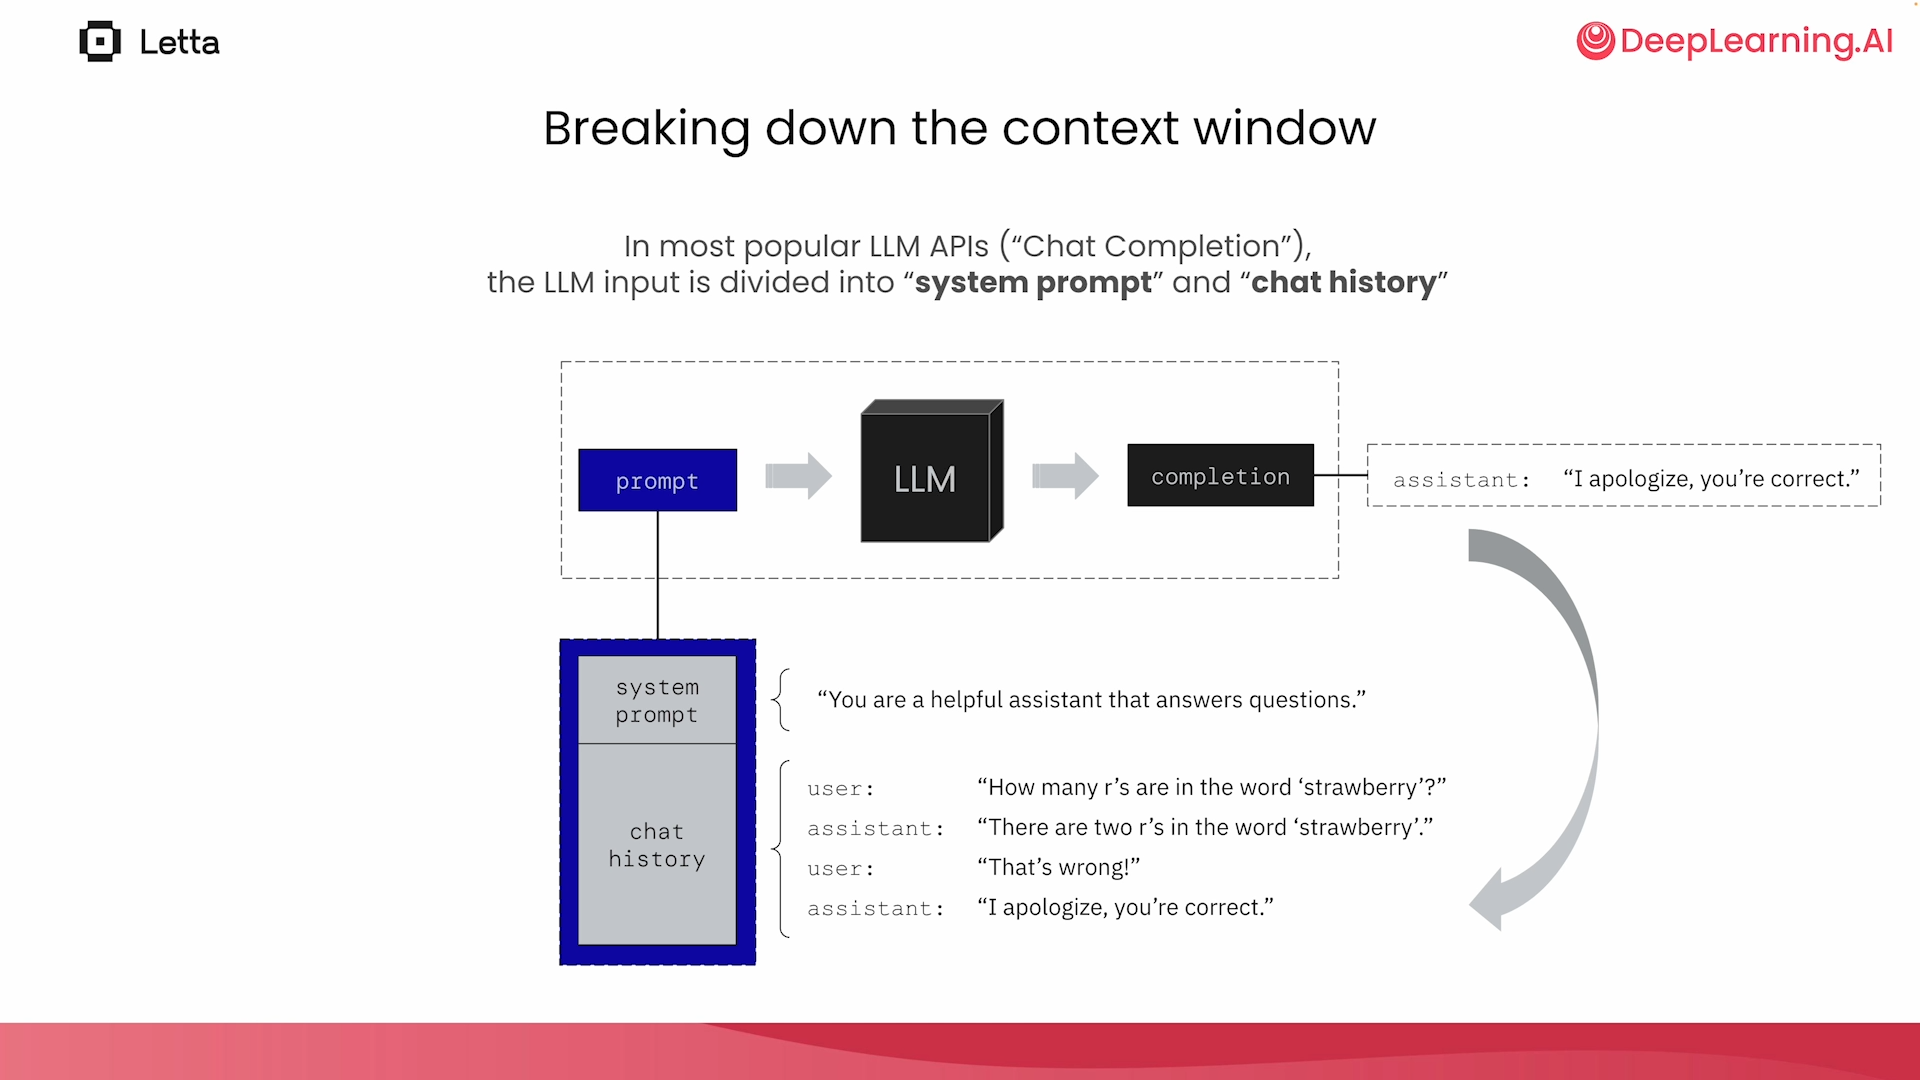 Letta
DeepLearning.AI
Breaking down the context window
In most popular LLM APIs (“Chat Completion”),
the LLM input is divided into “system prompt” and “chat history”
prompt
LLM
completion
assistant: “I apologize, you’re correct.”
system
prompt
“You are a helpful assistant that answers questions.”
chat
history
user: “How many r’s are in the word ‘strawberry’?”
assistant: “There are two r’s in the word ‘strawberry’.”
user: “That’s wrong!”
assistant: “I apologize, you’re correct.”